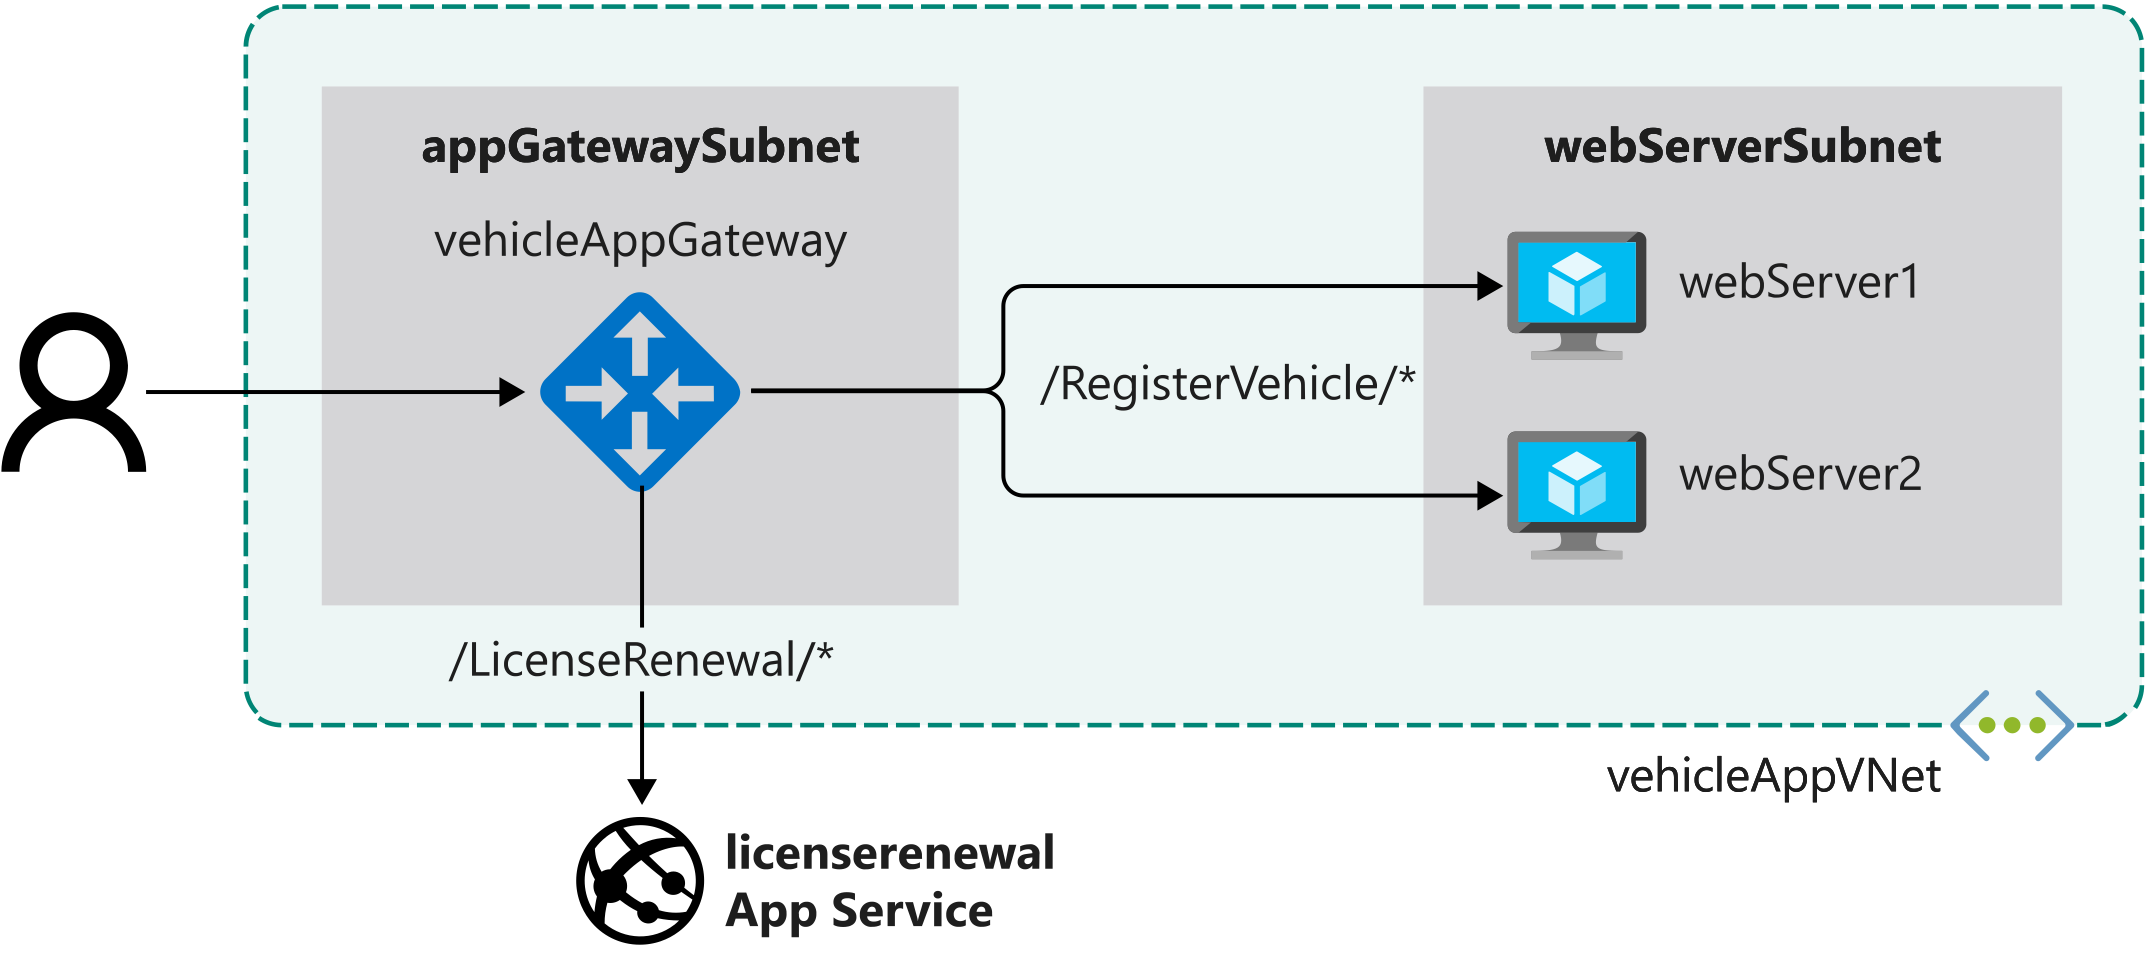 appGatewaySubnet
vehicleAppGateway
webServerSubnet
webServer1
/RegisterVehicle/*
webServer2
/LicenseRenewal/*
vehicleAppVNet
licenserenewal
App Service